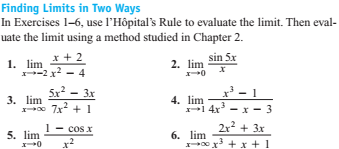 Finding Limits in Two Ways
In Exercises 1–6, use l'Hôpital's Rule to evaluate the limit. Then eval-
uate the limit using a method studied in Chapter 2.
1. lim x→−2 (x + 2)/(x² − 4)
2. lim x→0 (sin 5x)/x
3. lim x→∞ (5x² − 3x)/(7x² + 1)
4. lim x→1 (x³ − 1)/(4x³ − x − 3)
5. lim x→0 (1 − cos x)/x²
6. lim x→∞ (2x² + 3x)/(x³ + x + 1)